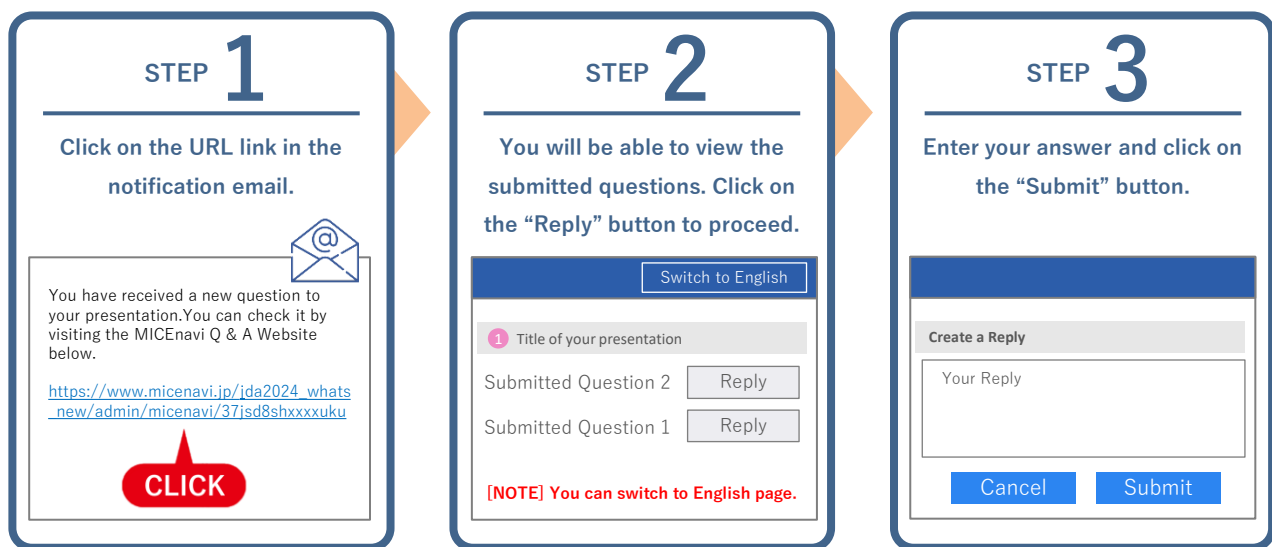 STEP 1
Click on the URL link in the
notification email.
@
You have received a new question to
your presentation.You can check it by
visiting the MICEnavi Q & A Website
below.
https://www.micenavi.jp/jda2024_whats
_new/admin/micenavi/37jsd8shxxxxuku
CLICK
STEP 2
You will be able to view the
submitted questions. Click on
the “Reply” button to proceed.
Switch to English
1 Title of your presentation
Submitted Question 2 Reply
Submitted Question 1 Reply
[NOTE] You can switch to English page.
STEP 3
Enter your answer and click on
the “Submit” button.
Create a Reply
Your Reply
Cancel Submit